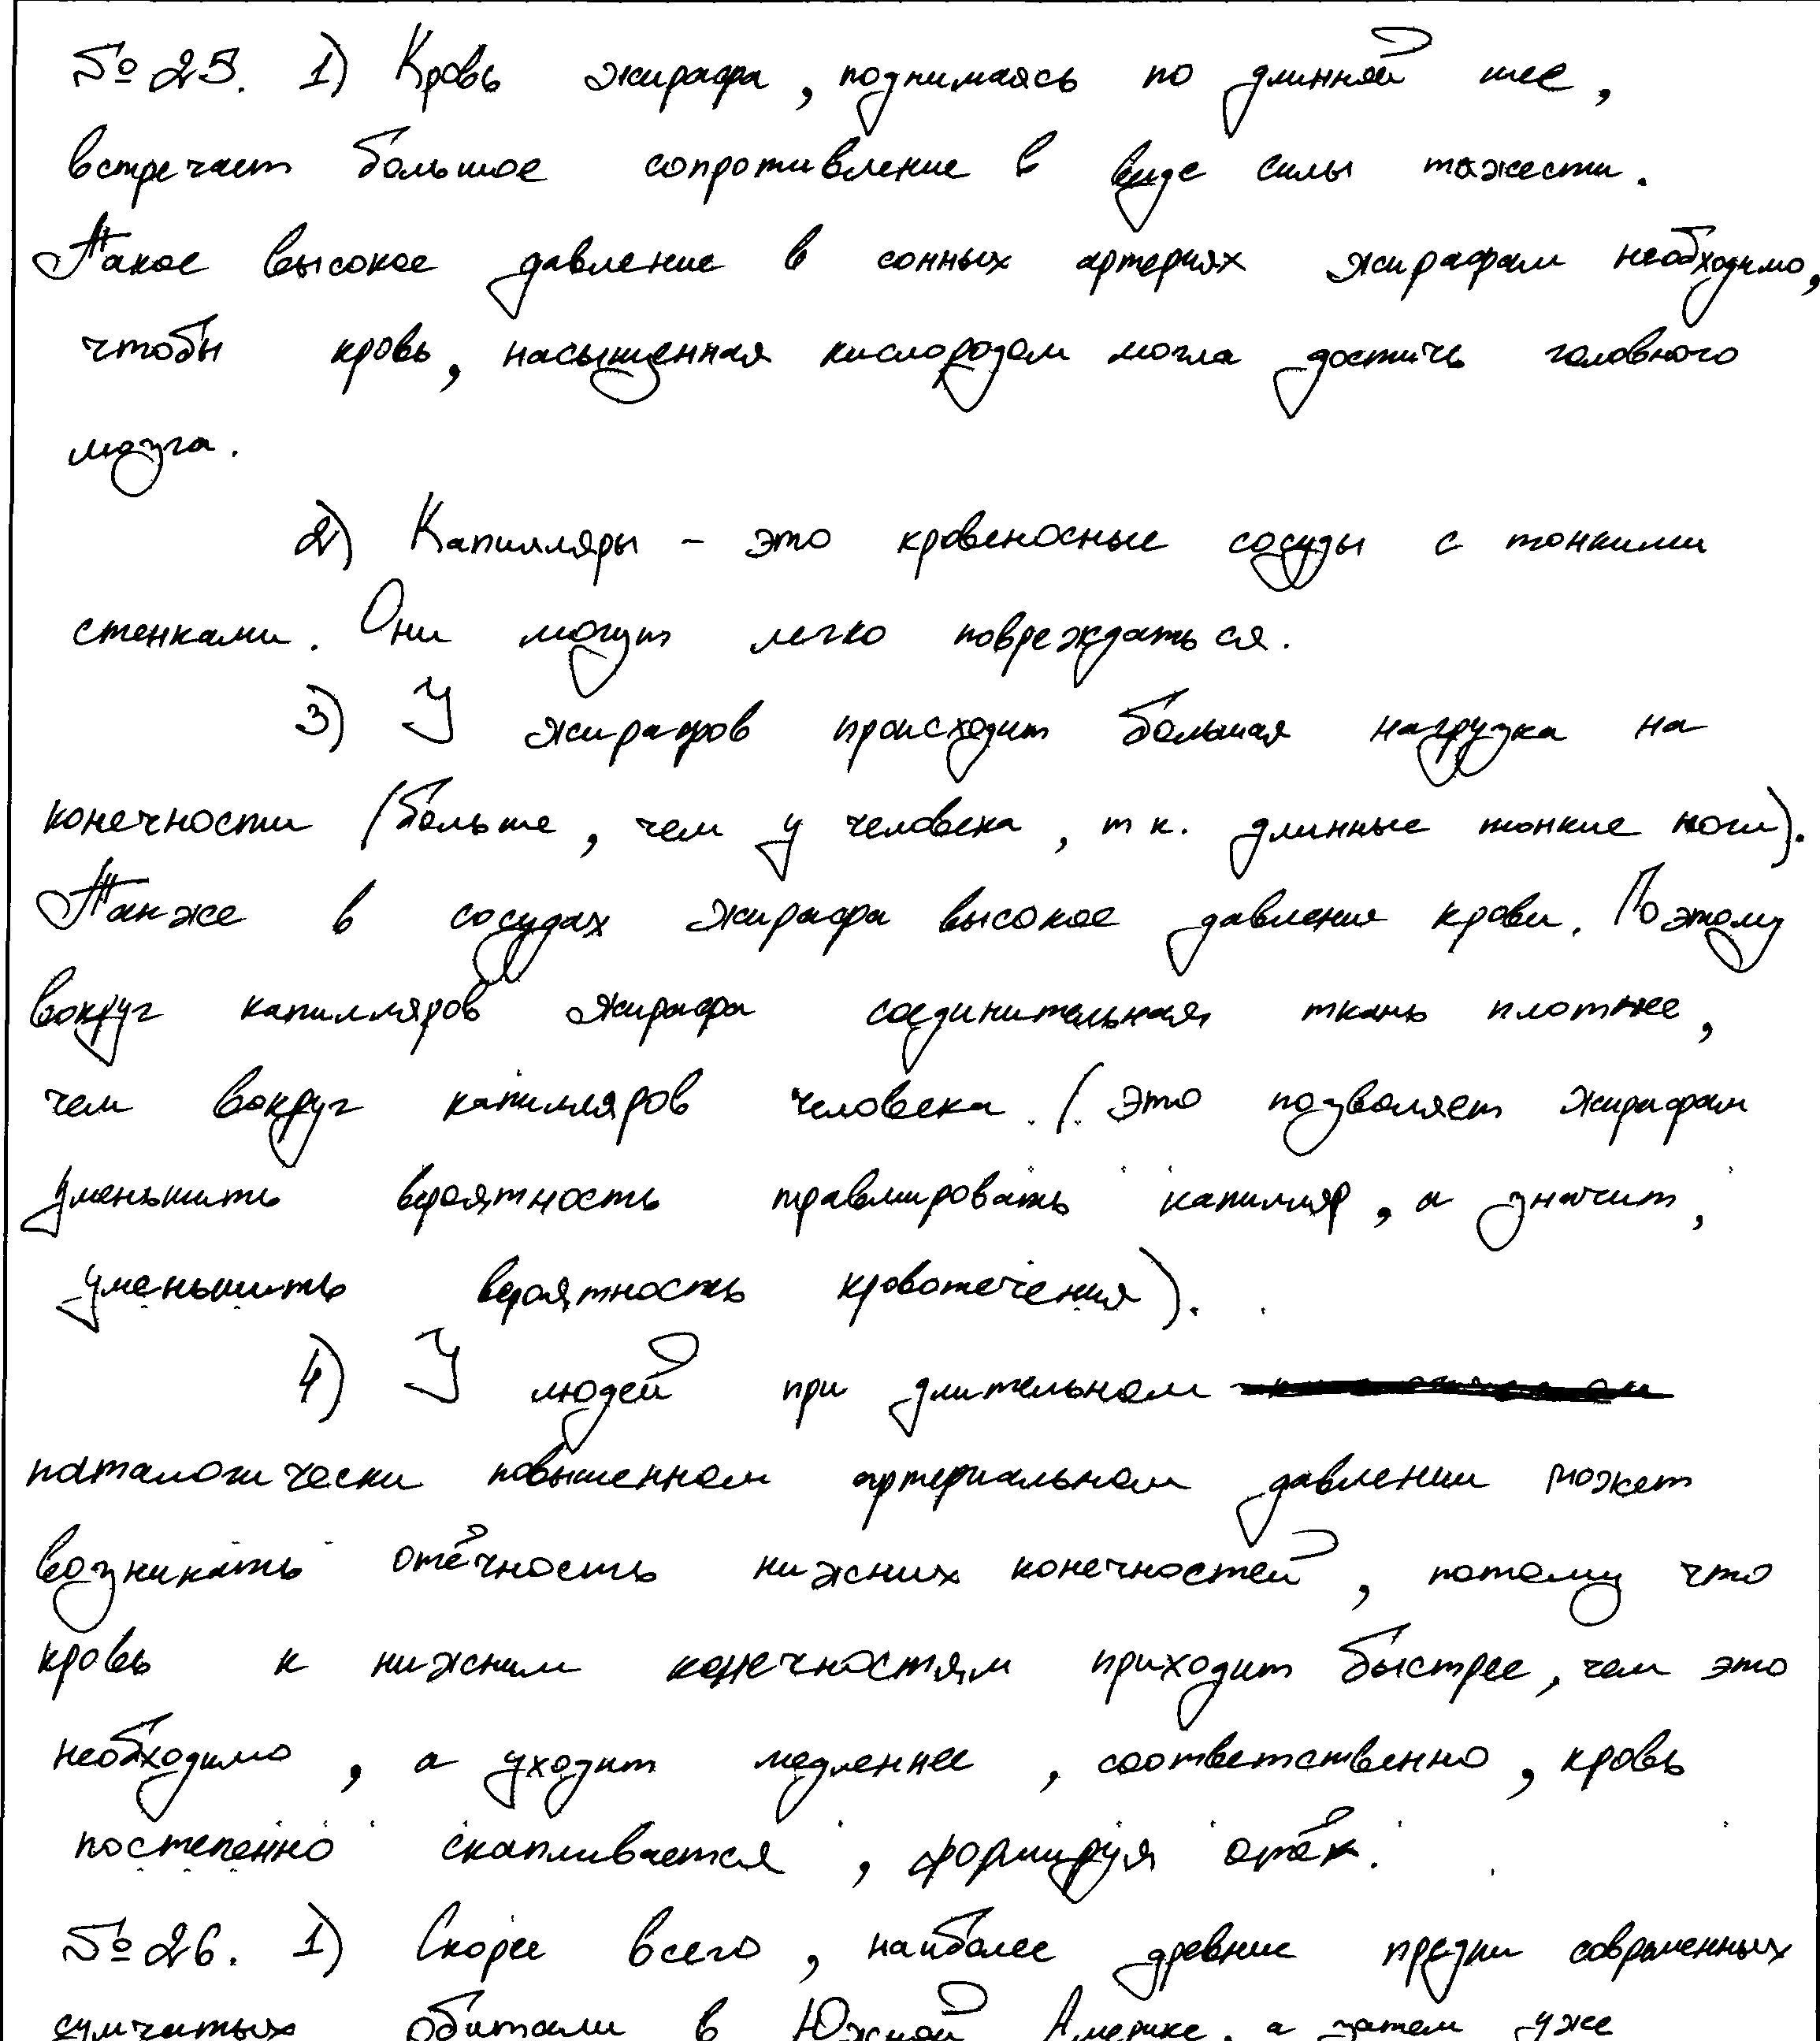 № 25. 1) Кровь жирафа, поднимаясь по длинней шее,
встречает большое сопротивление в виде силы тяжести.
Такое высокое давление в сонных артериях жирафам необходимо,
чтобы кровь, насыщенная кислородом могла достичь головного
мозга.
2) Капилляры – это кровеносные сосуды с тонкими
стенками. Они могут легко повреждаться.
3) У жирафов происходит большая нагрузка на
конечности (больше, чем у человека, т к. длинные тонкие ноги).
Также в сосудах жирафа высокое давление крови. Поэтому
вокруг капилляров жирафа соединительная ткань плотнее,
чем вокруг капилляров человека. (это позволяет жирафам
уменьшить вероятность травмировать капилляр, а значит,
уменьшить вероятность кровотечения).
4) У людей при длительном
паталогически повышенном артериальном давлении может
возникать отёчность нижних конечностей, потому что
кровь к нижним конечностям приходит быстрее, чем это
необходимо, а уходит медленнее, соответственно, кровь
постепенно скапливается, формируя отёк.
№ 26. 1) Скорее всего, наиболее древние предки современных
сумчатых обитали в Южной Америке, а затем уже